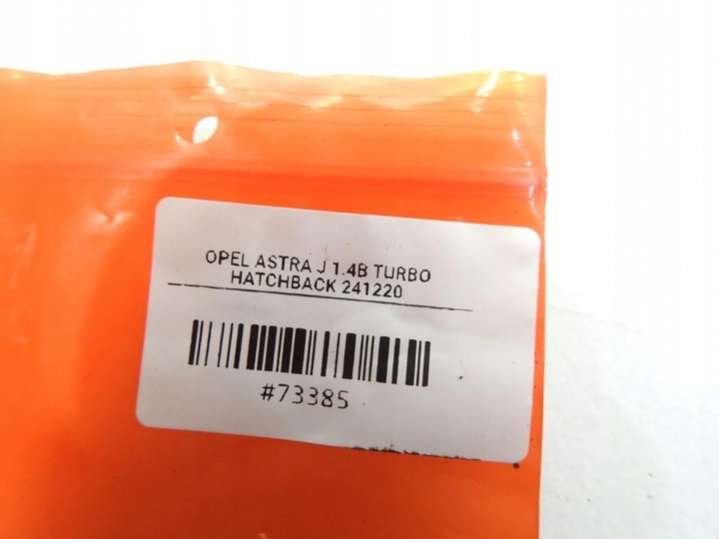 OPEL ASTRA J 1.4B TURBO
HATCHBACK 241220
#73385